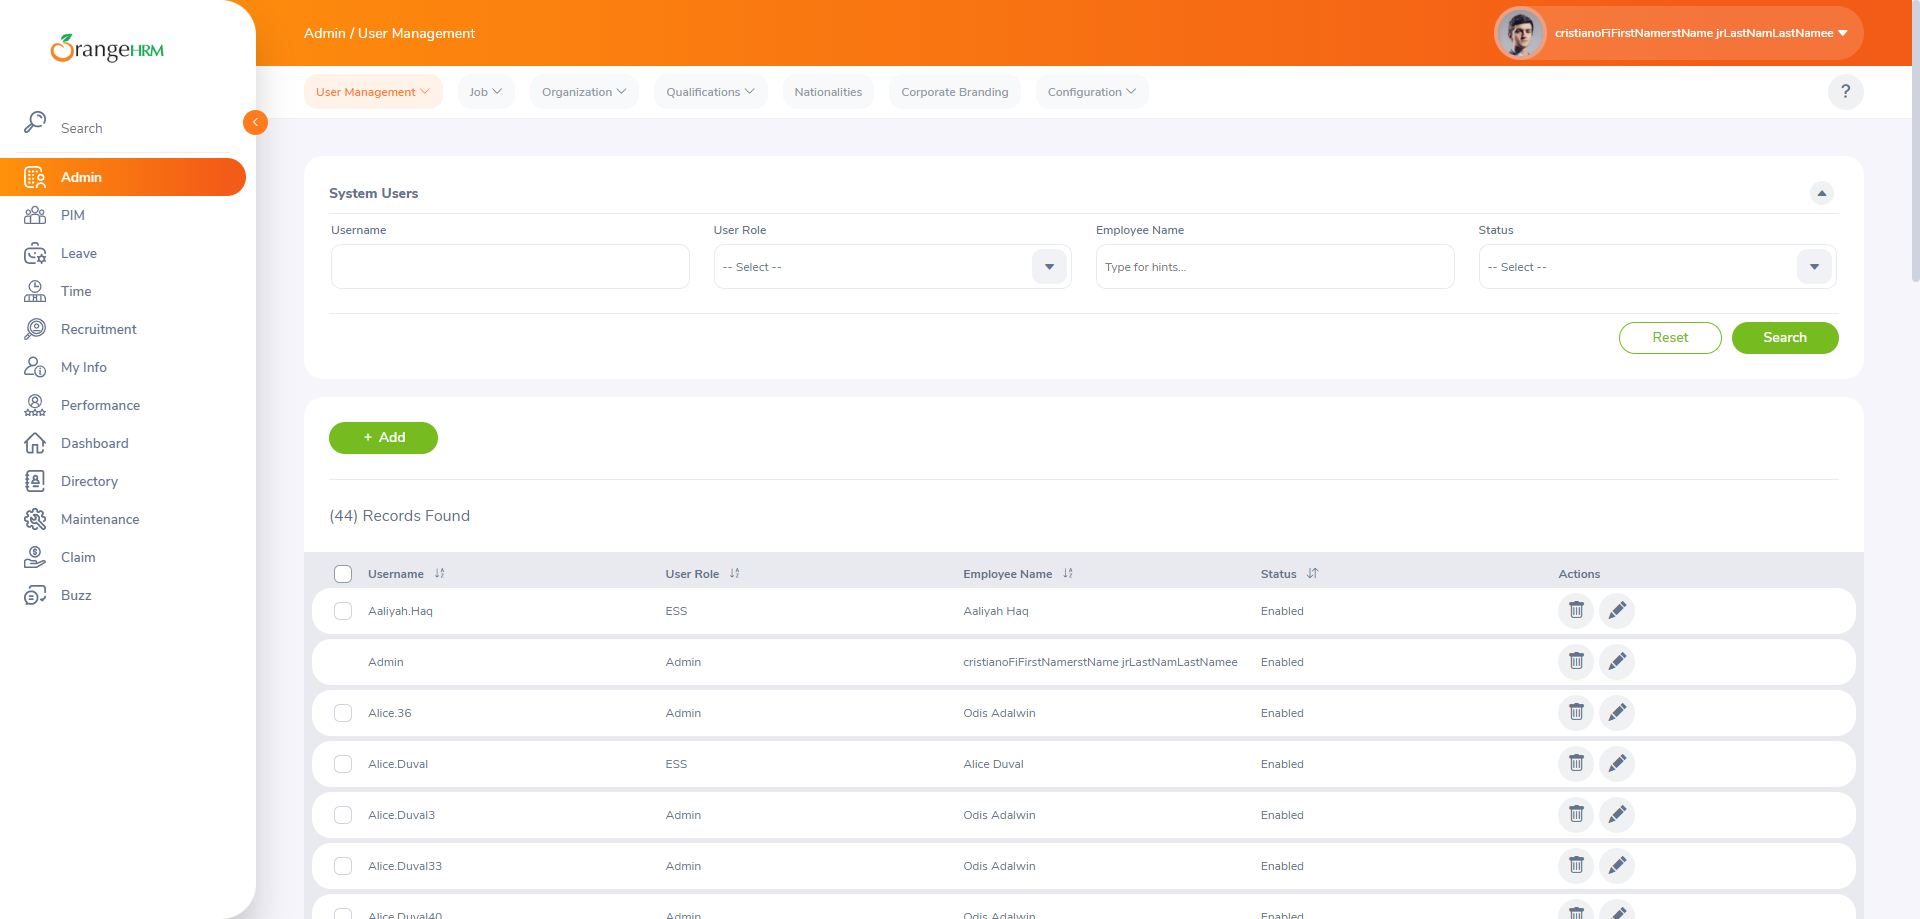 OrangeHRM
Admin / User Management
cristianoFiFirstNamerstName jrLastNamLastNamee
User Management
Job
Organization
Qualifications
Nationalities
Corporate Branding
Configuration
?
Search
Admin
PIM
Leave
Time
Recruitment
My Info
Performance
Dashboard
Directory
Maintenance
Claim
Buzz
System Users
Username
User Role
Employee Name
Status
-- Select --
Type for hints...
-- Select --
Reset
Search
+ Add
(44) Records Found
Username User Role Employee Name Status Actions
Aaliyah.Haq ESS Aaliyah Haq Enabled
Admin Admin cristianoFiFirstNamerstName jrLastNamLastNamee Enabled
Alice.36 Admin Odis Adalwin Enabled
Alice.Duval ESS Alice Duval Enabled
Alice.Duval3 Admin Odis Adalwin Enabled
Alice.Duval33 Admin Odis Adalwin Enabled
Alice.Duval40 Admin Odis Adalwin Enabled